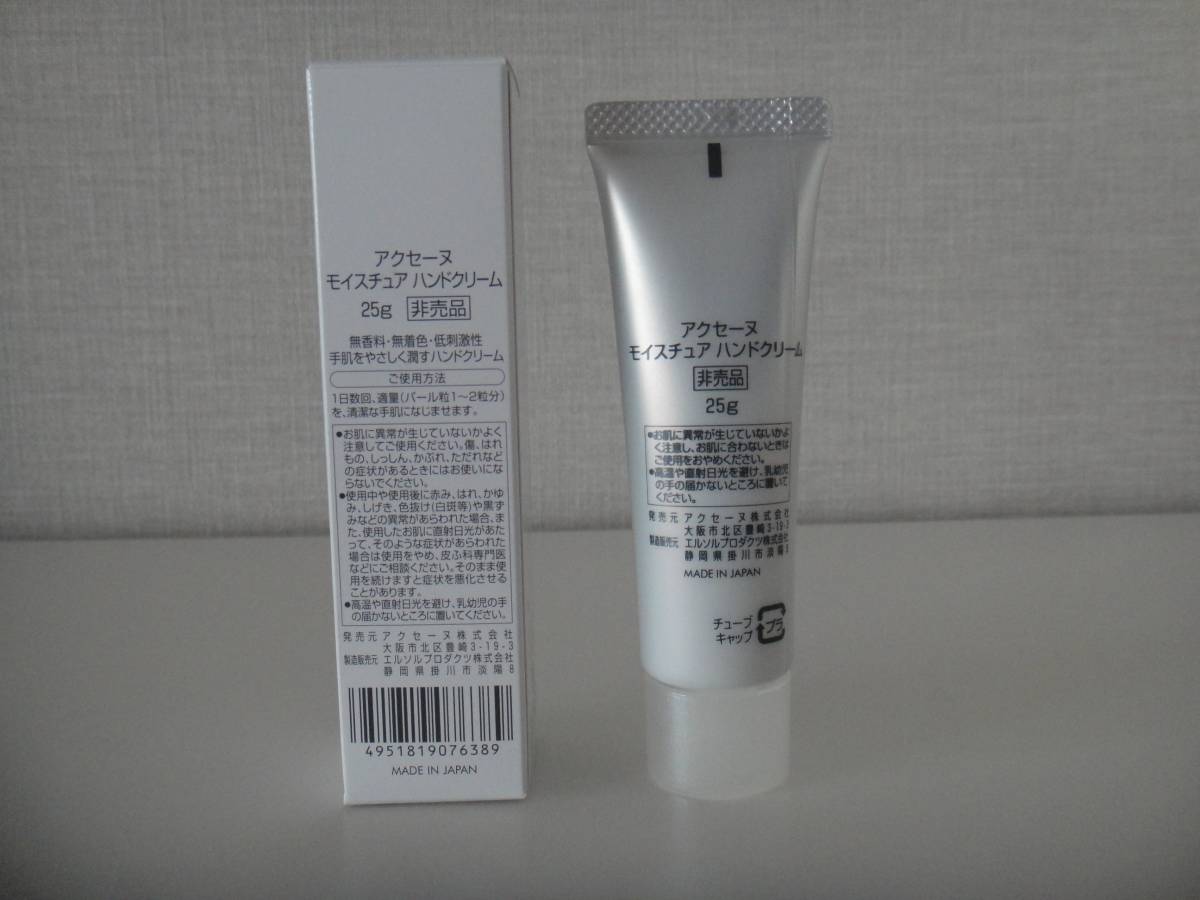 アクセーヌ
モイスチュア ハンドクリーム
25g 非売品
無香料・無着色・低刺激性
手肌をやさしく潤すハンドクリーム
ご使用方法
1日数回、適量(パール粒1〜2粒分)
を、清潔な手肌になじませます。
●お肌に異常が生じていないかよく
注意してご使用ください。傷、はれ
もの、しっしん、かぶれ、ただれなど
の症状があるときにはお使いにな
らないでください。
●使用中や使用後に赤み、はれ、かゆ
み、しげき、色抜け(白斑等)や黒ず
みなどの異常があらわれた場合、ま
た、使用したお肌に直射日光があた
って、そのような症状があらわれた
場合は使用をやめ、皮ふ科専門医
などにご相談ください。そのまま使
用を続けますと症状を悪化させる
ことがあります。
●高温や直射日光を避け、乳幼児の手
の届かないところに置いてください。
発売元 アクセーヌ株式会社
大阪市北区豊崎3-19-3
製造販売元 エルソルプロダクツ株式会社
静岡県掛川市淡陽8
4951819076389
MADE IN JAPAN
アクセーヌ
モイスチュア ハンドクリーム
非売品
25g
●お肌に異常が生じていないかよ
く注意し、お肌に合わないときは
ご使用をおやめください。
●高温や直射日光を避け、乳幼児
の手の届かないところに置いて
ください。
発売元 アクセーヌ株式会社
大阪市北区豊崎3-19-3
製造販売元 エルソルプロダクツ株式会社
静岡県掛川市淡陽8
MADE IN JAPAN
チューブ
キャップ プラ